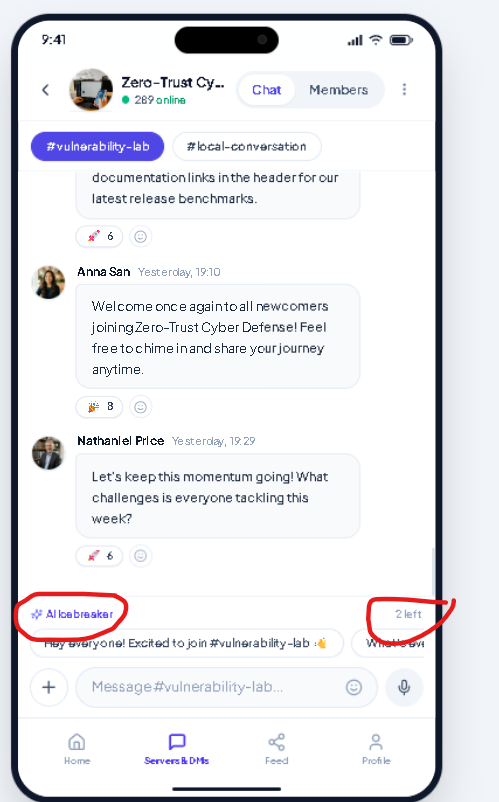 9:41
Zero-Trust Cy...
289 online
Chat
Members
#vulnerability-lab
#local-conversation
documentation links in the header for our
latest release benchmarks.
🚀 6
Anna San Yesterday, 19:10
Welcome once again to all newcomers
joining Zero-Trust Cyber Defense! Feel
free to chime in and share your journey
anytime.
🎉 8
Nathaniel Price Yesterday, 19:29
Let's keep this momentum going! What
challenges is everyone tackling this
week?
🚀 6
AI Icebreaker
2 left
Hey everyone! Excited to join #vulnerability-lab 👋
What's eve
Message #vulnerability-lab...
Home
Servers & DMs
Feed
Profile